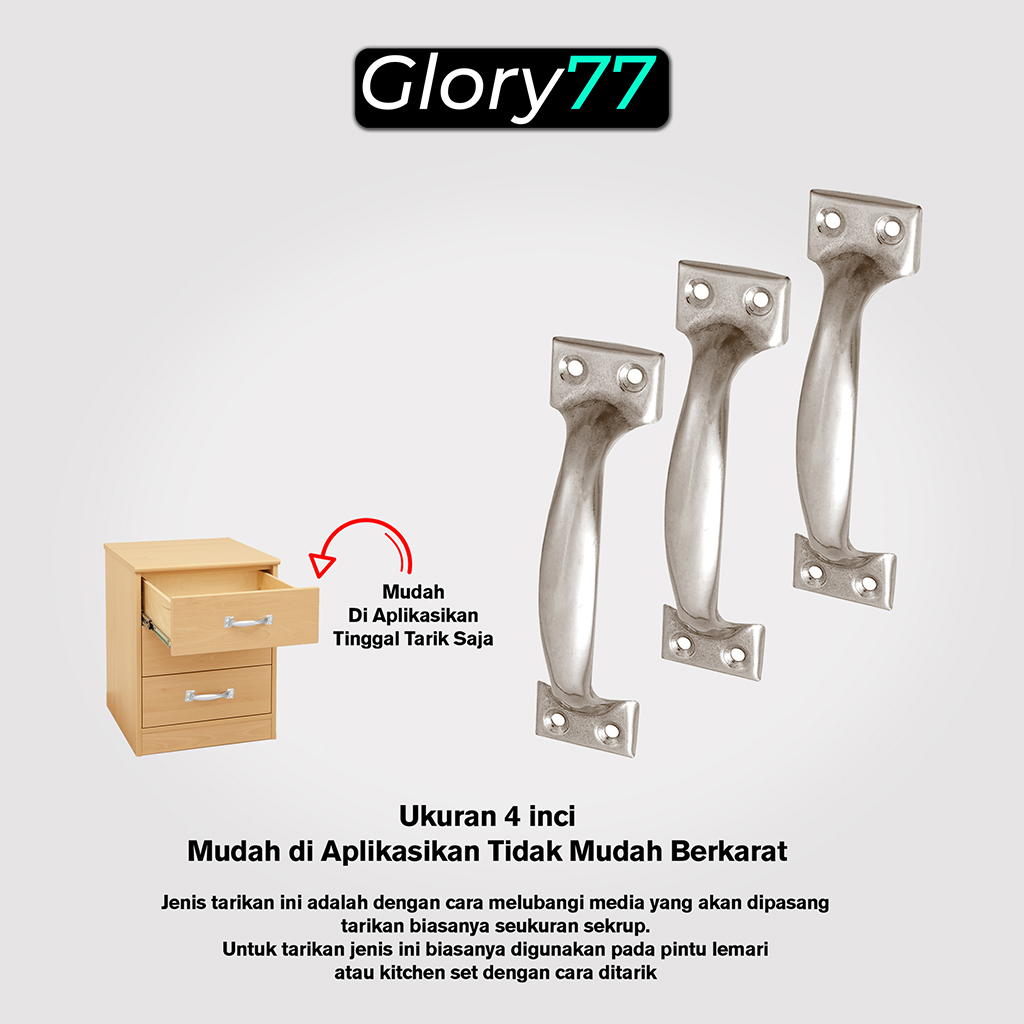 Glory77
Mudah
Di Aplikasikan
Tinggal Tarik Saja
Ukuran 4 inci
Mudah di Aplikasikan Tidak Mudah Berkarat
Jenis tarikan ini adalah dengan cara melubangi media yang akan dipasang
tarikan biasanya seukuran sekrup.
Untuk tarikan jenis ini biasanya digunakan pada pintu lemari
atau kitchen set dengan cara ditarik